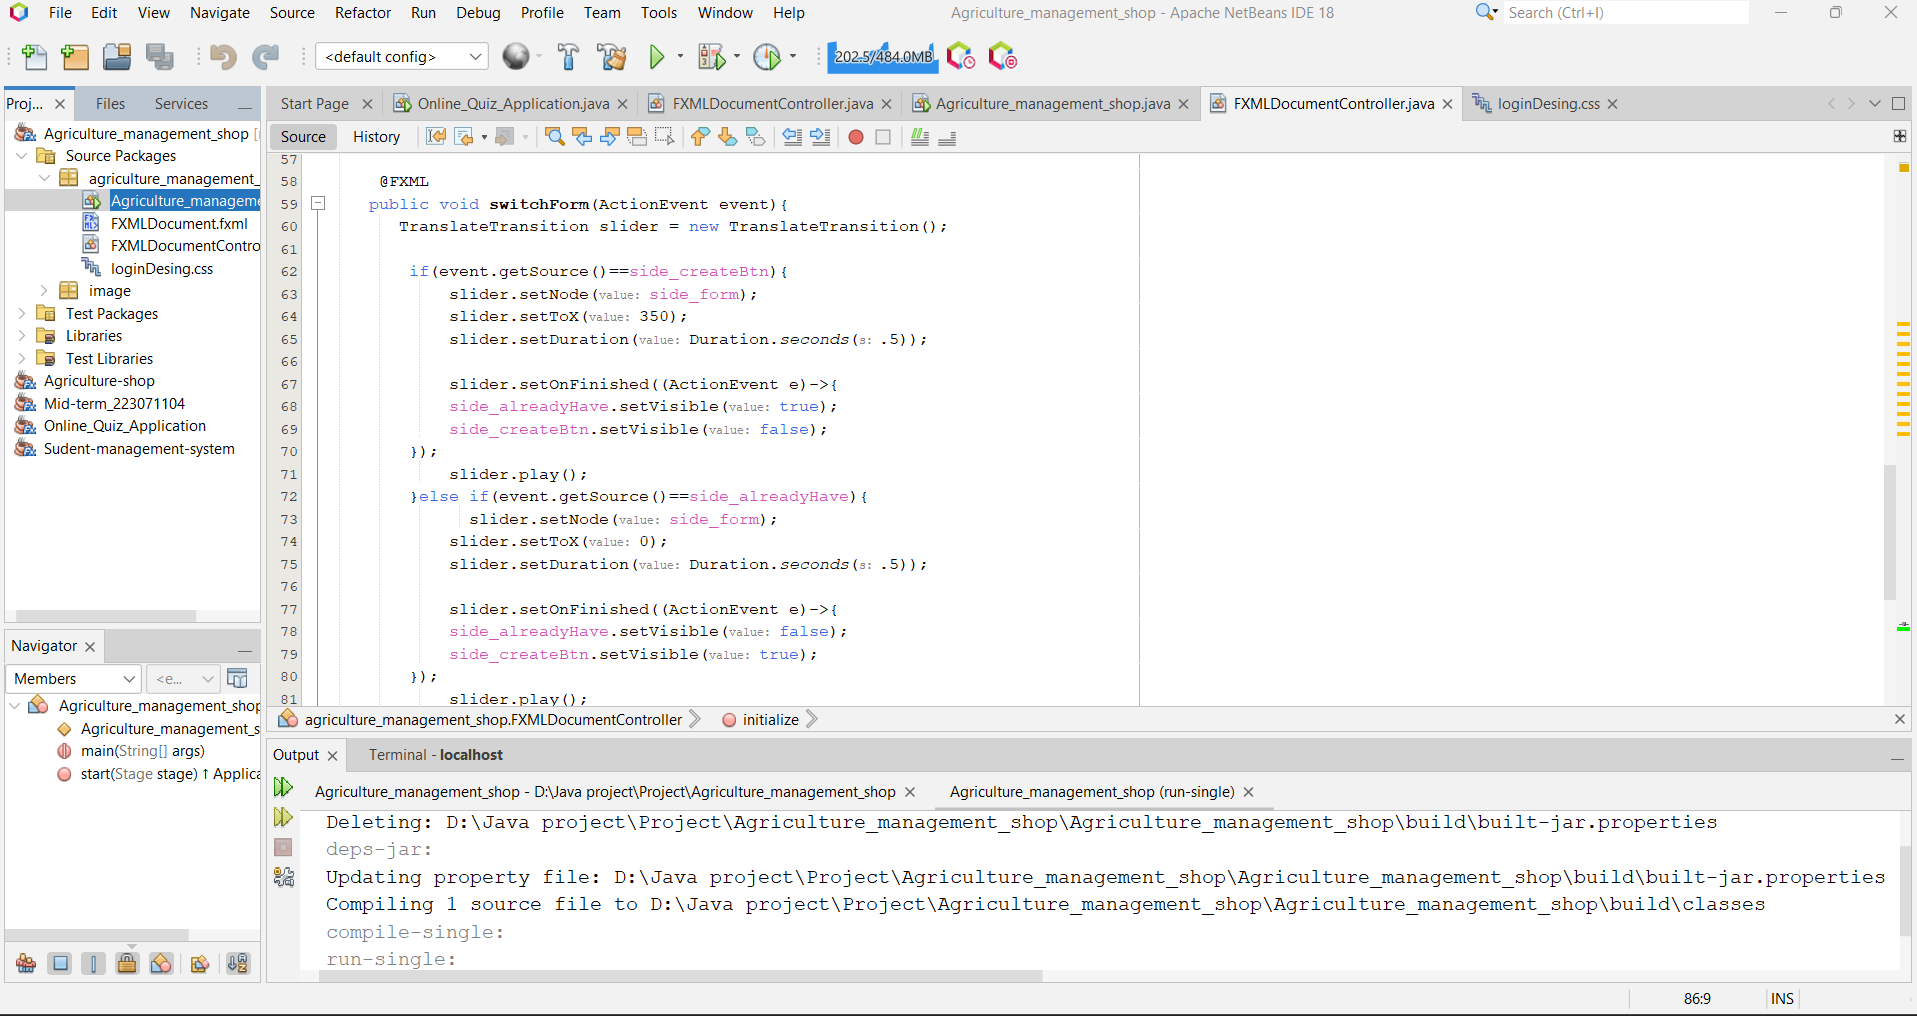 File Edit View Navigate Source Refactor Run Debug Profile Team Tools Window Help
Agriculture_management_shop - Apache NetBeans IDE 18
Search (Ctrl+I)
<default config>
202.5/484.0MB
Proj... Files Services
Start Page Online_Quiz_Application.java FXMLDocumentController.java Agriculture_management_shop.java FXMLDocumentController.java loginDesing.css
Source History
Agriculture_management_shop
Source Packages
agriculture_management_
Agriculture_manageme
FXMLDocument.fxml
FXMLDocumentContro
loginDesing.css
image
Test Packages
Libraries
Test Libraries
Agriculture-shop
Mid-term_223071104
Online_Quiz_Application
Sudent-management-system
57
58 @FXML
59 public void switchForm(ActionEvent event){
60 TranslateTransition slider = new TranslateTransition();
61
62 if(event.getSource()==side_createBtn){
63 slider.setNode(value: side_form);
64 slider.setToX(value: 350);
65 slider.setDuration(value: Duration.seconds(s: .5));
66
67 slider.setOnFinished((ActionEvent e)->{
68 side_alreadyHave.setVisible(value: true);
69 side_createBtn.setVisible(value: false);
70 });
71 slider.play();
72 }else if(event.getSource()==side_alreadyHave){
73 slider.setNode(value: side_form);
74 slider.setToX(value: 0);
75 slider.setDuration(value: Duration.seconds(s: .5));
76
77 slider.setOnFinished((ActionEvent e)->{
78 side_alreadyHave.setVisible(value: false);
79 side_createBtn.setVisible(value: true);
80 });
81 slider.play();
agriculture_management_shop.FXMLDocumentController initialize
Navigator
Members <e...
Agriculture_management_shop
Agriculture_management_s
main(String[] args)
start(Stage stage) ↑ Applica
Output Terminal - localhost
Agriculture_management_shop - D:\Java project\Project\Agriculture_management_shop Agriculture_management_shop (run-single)
Deleting: D:\Java project\Project\Agriculture_management_shop\Agriculture_management_shop\build\built-jar.properties
deps-jar:
Updating property file: D:\Java project\Project\Agriculture_management_shop\Agriculture_management_shop\build\built-jar.properties
Compiling 1 source file to D:\Java project\Project\Agriculture_management_shop\Agriculture_management_shop\build\classes
compile-single:
run-single:
86:9 INS